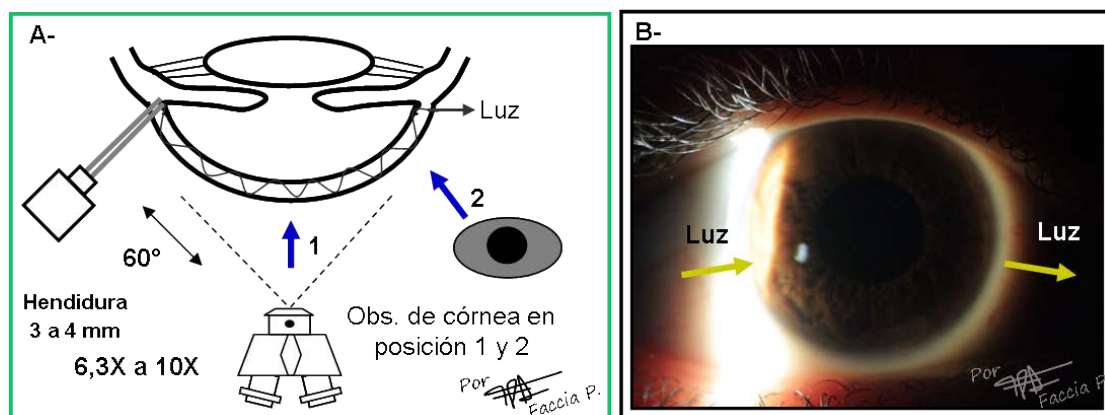 A-
Luz
2
1
60°
Hendidura
3 a 4 mm
6,3X a 10X
Obs. de córnea en
posición 1 y 2
Por
Faccia P.
B-
Luz
Luz
Por
Faccia P.